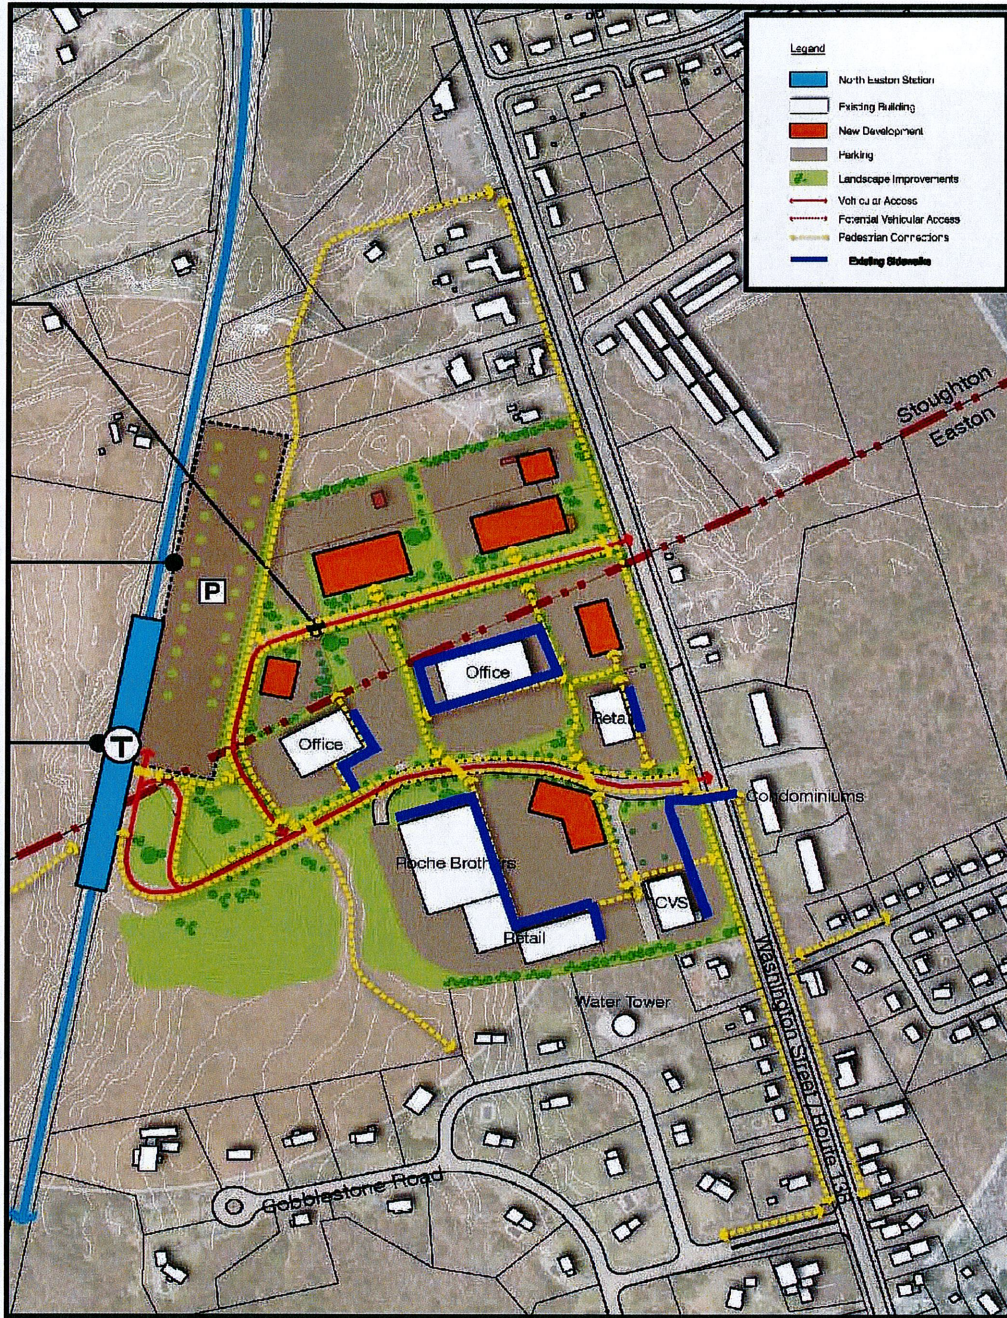 Legend
North Easton Station
Existing Building
New Development
Parking
Landscape Improvements
Vehicular Access
Potential Vehicular Access
Pedestrian Connections
Existing Sidewalks
Stoughton
Easton
P
Office
Retail
T
Office
Condominiums
Roche Brothers
CVS
Retail
Water Tower
Washington Street / Route 138
Cobblestone Road